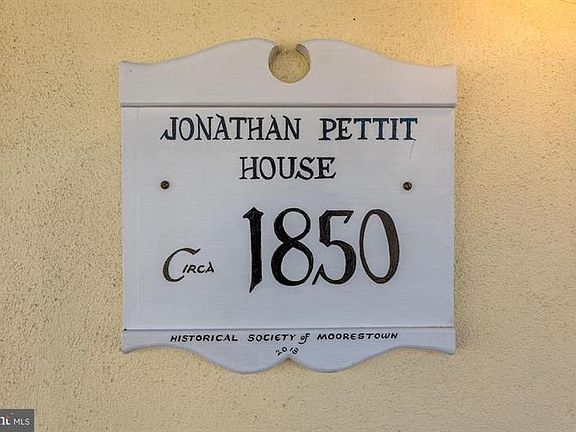 JONATHAN PETTIT
HOUSE
CIRCA 1850
HISTORICAL SOCIETY of MOORESTOWN
2018
MLS